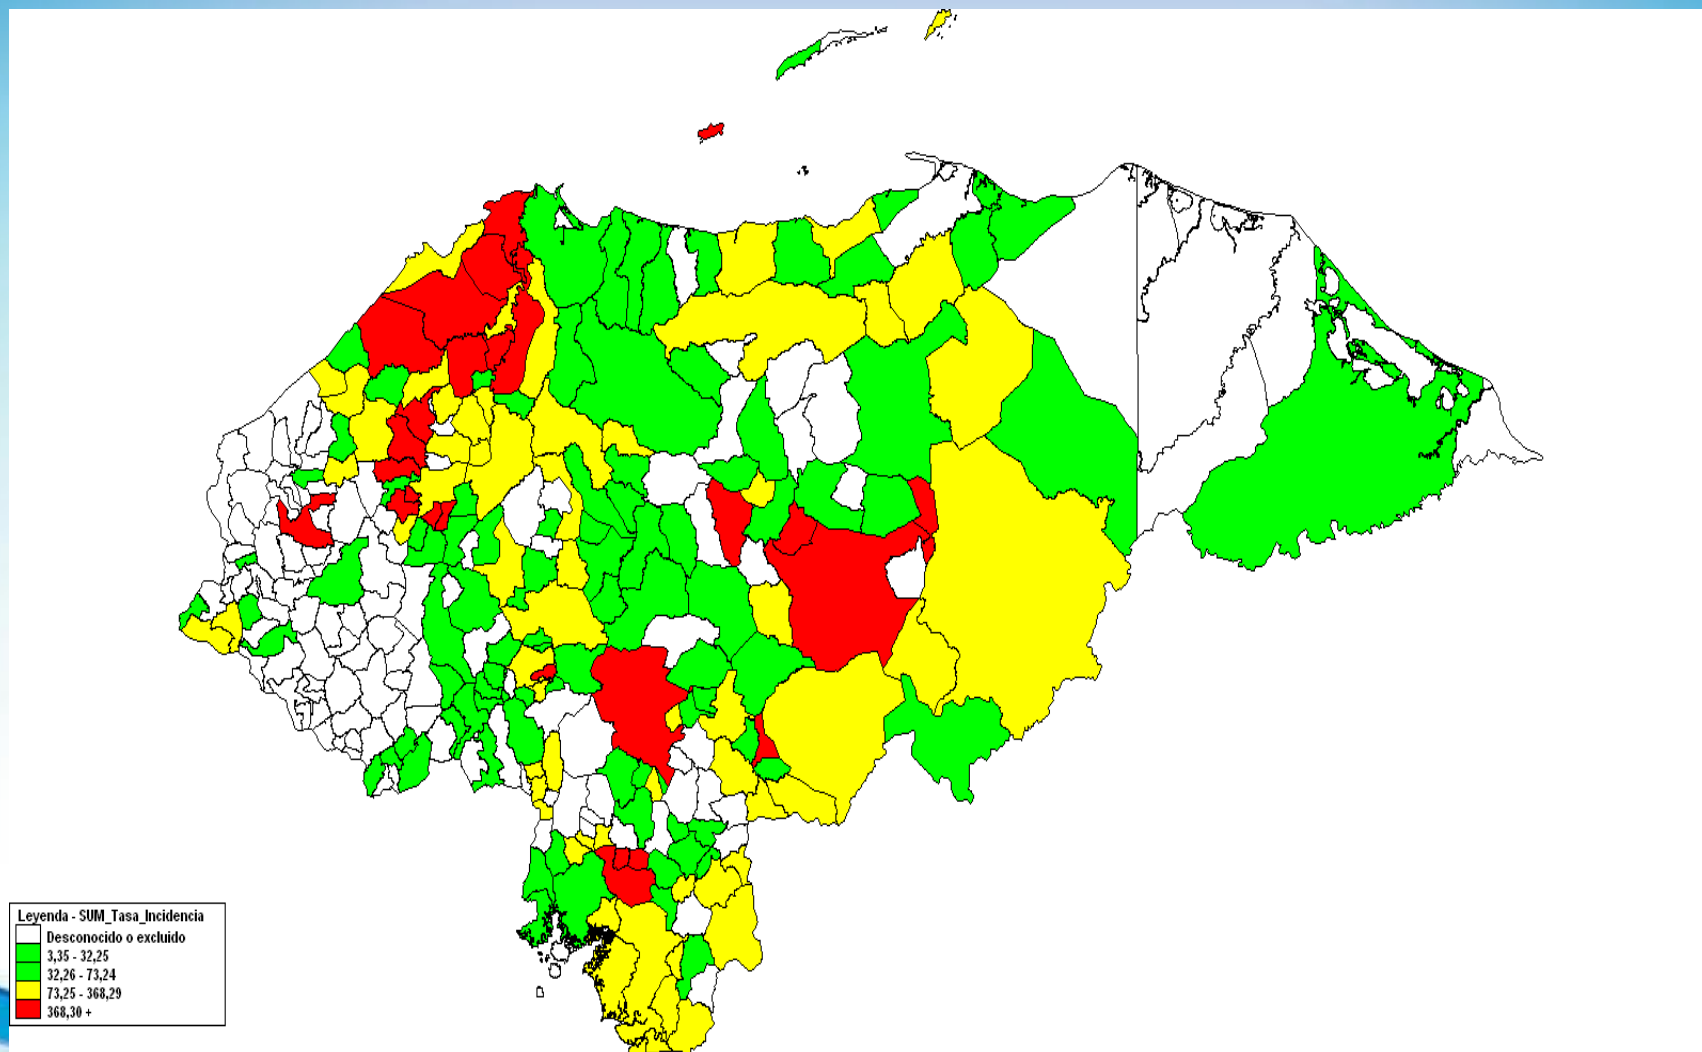 Leyenda - SUM_Tasa_Incidencia
Desconocido o excluido
3,35 - 32,25
32,26 - 73,24
73,25 - 368,29
368,30 +